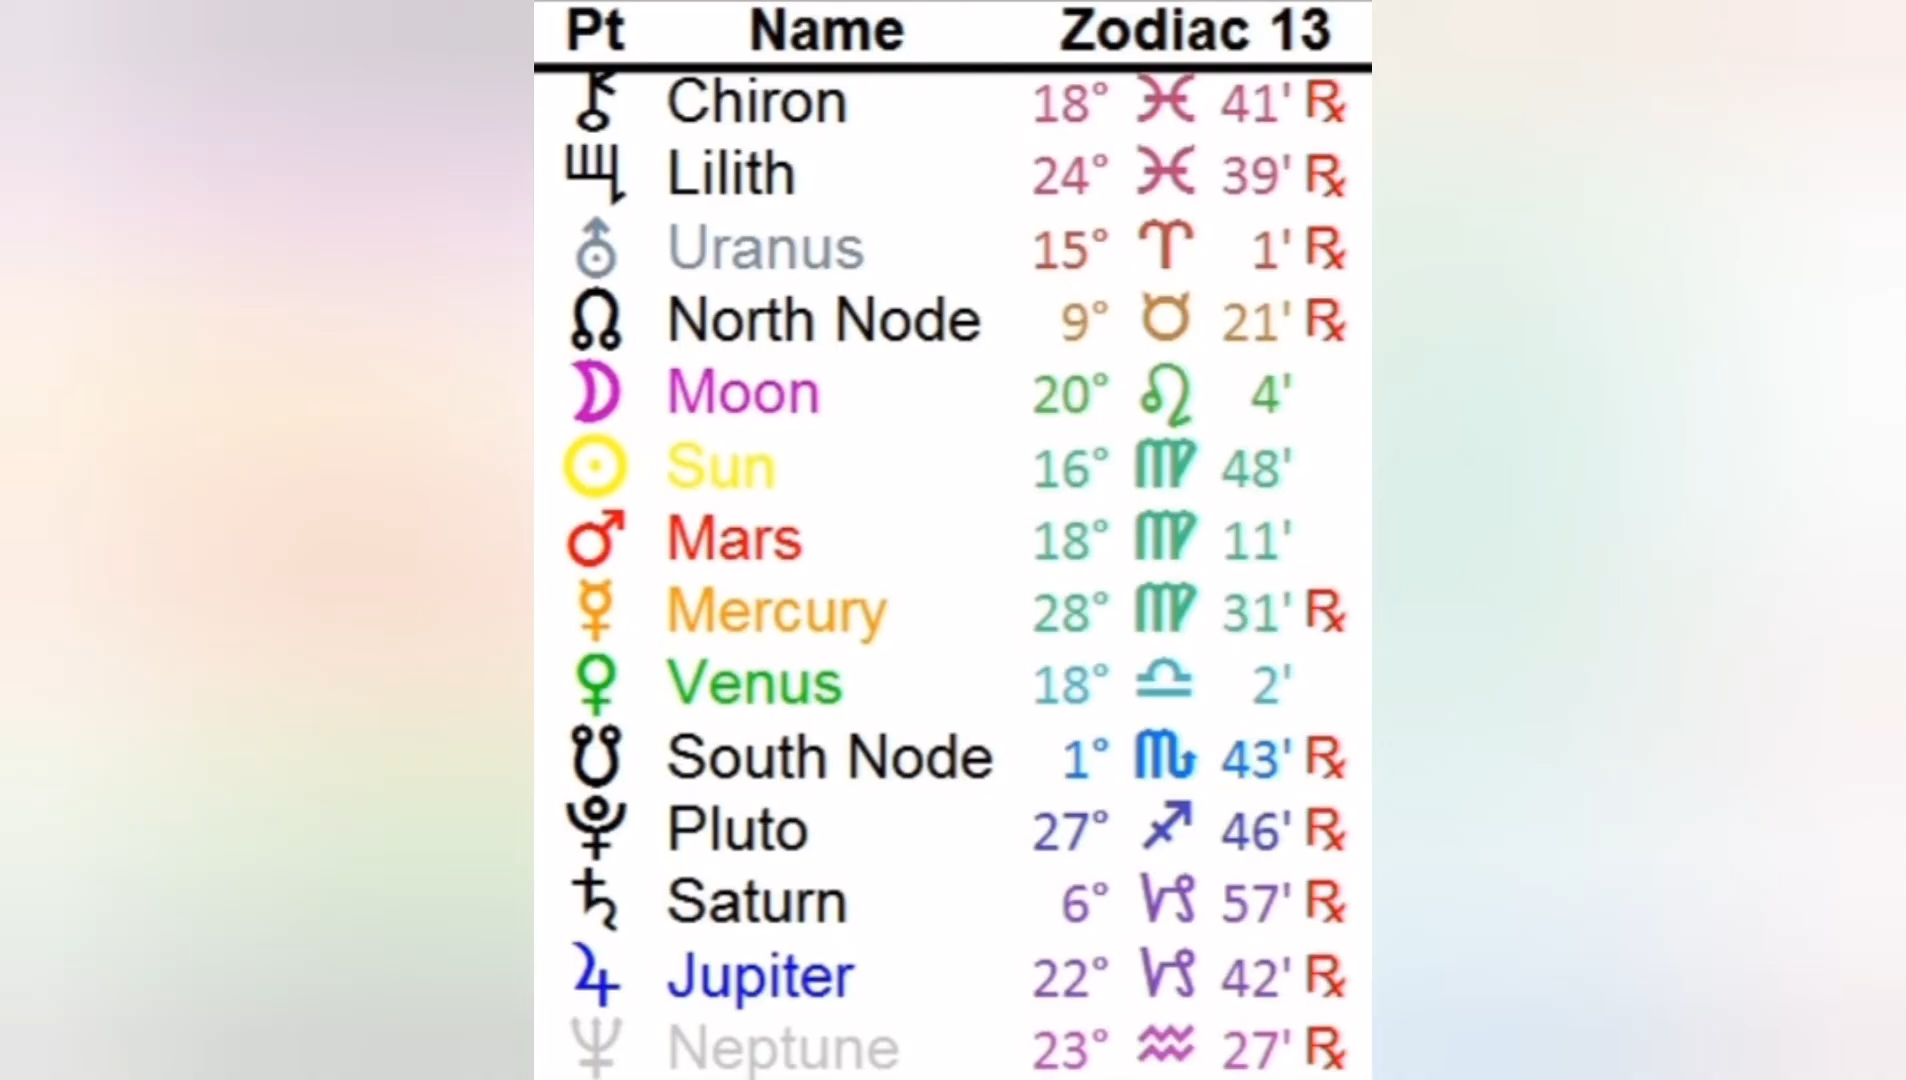 Pt Name Zodiac 13
⚷ Chiron 18° ♓ 41' ℞
Lilith 24° ♓ 39' ℞
⛢ Uranus 15° ♈ 1' ℞
☊ North Node 9° ♉ 21' ℞
☽ Moon 20° ♌ 4'
☉ Sun 16° ♍ 48'
♂ Mars 18° ♍ 11'
☿ Mercury 28° ♍ 31' ℞
♀ Venus 18° ♎ 2'
☋ South Node 1° ♏ 43' ℞
Pluto 27° ♐ 46' ℞
♄ Saturn 6° ♑ 57' ℞
♃ Jupiter 22° ♑ 42' ℞
♆ Neptune 23° ♒ 27' ℞